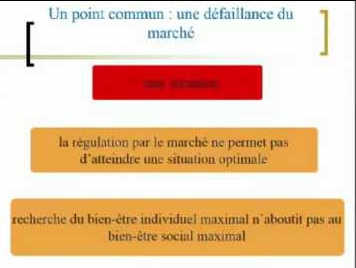 Un point commun : une défaillance du
marché
la régulation par le marché ne permet pas
d'atteindre une situation optimale
recherche du bien-être individuel maximal n'aboutit pas au
bien-être social maximal